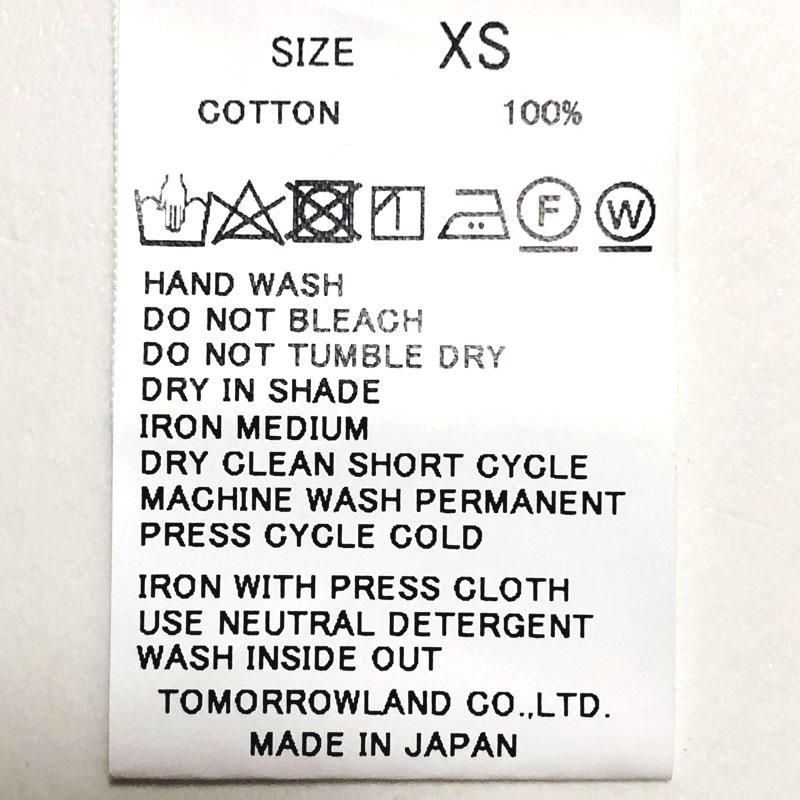 SIZE XS
COTTON 100%
F W
HAND WASH
DO NOT BLEACH
DO NOT TUMBLE DRY
DRY IN SHADE
IRON MEDIUM
DRY CLEAN SHORT CYCLE
MACHINE WASH PERMANENT
PRESS CYCLE COLD
IRON WITH PRESS CLOTH
USE NEUTRAL DETERGENT
WASH INSIDE OUT
TOMORROWLAND CO.,LTD.
MADE IN JAPAN